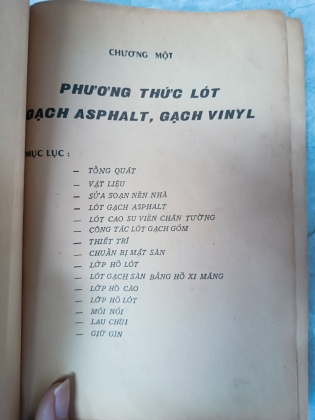 CHƯƠNG MỘT
PHƯƠNG THỨC LÓT
GẠCH ASPHALT, GẠCH VINYL
MỤC LỤC :
— TỔNG QUÁT
— VẬT LIỆU
— SỬA SOẠN NỀN NHÀ
— LÓT GẠCH ASPHALT
— LÓT CAO SU VIỀN CHÂN TƯỜNG
— CÔNG TÁC LÓT GẠCH GỐM
— THIẾT TRÍ
— CHUẨN BỊ MẶT SÀN
— LỚP HỒ LÓT
— LÓT GẠCH SÀN BẰNG HỒ XI MĂNG
— LỚP HỒ CÀO
— LỚP HỒ LÓT
— MỐI NỐI
— LAU CHÙI
— GIỮ GÌN